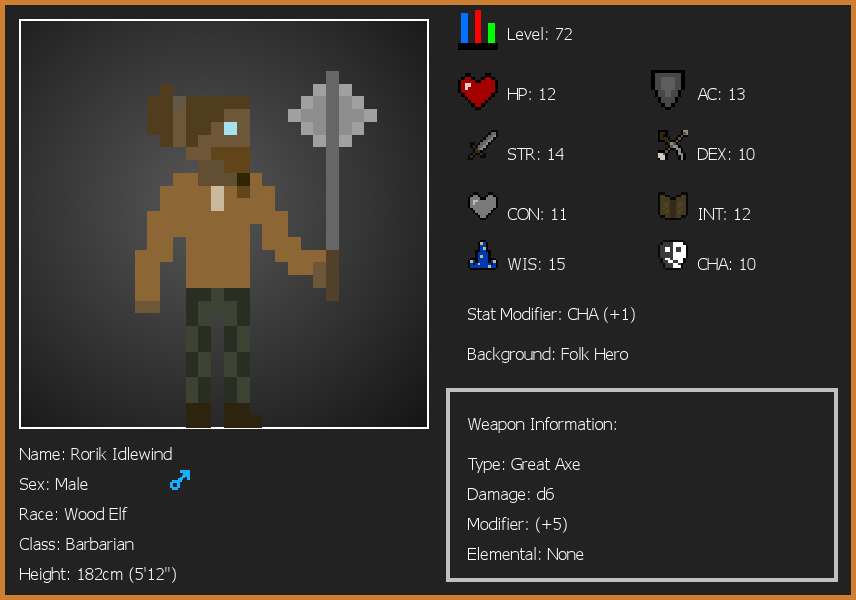 Level: 72
HP: 12
AC: 13
STR: 14
DEX: 10
CON: 11
INT: 12
WIS: 15
CHA: 10
Stat Modifier: CHA (+1)
Background: Folk Hero
Weapon Information:
Type: Great Axe
Damage: d6
Modifier: (+5)
Elemental: None
Name: Rorik Idlewind
Sex: Male
Race: Wood Elf
Class: Barbarian
Height: 182cm (5'12")